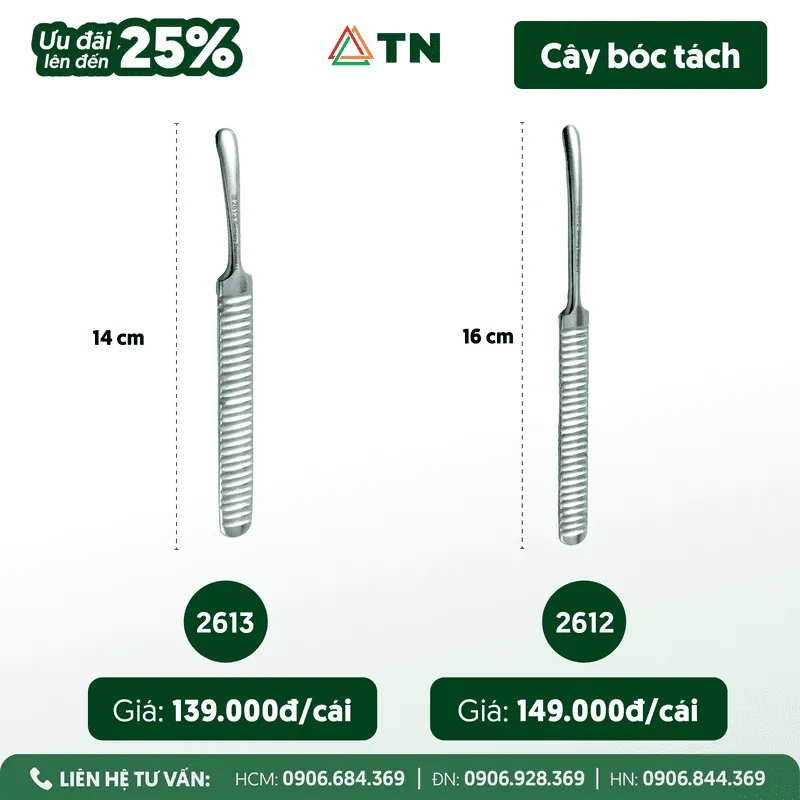 Ưu đãi
lên đến
25%
TN
Cây bóc tách
14 cm
16 cm
2613
2612
Giá: 139.000đ/cái
Giá: 149.000đ/cái
LIÊN HỆ TƯ VẤN: HCM: 0906.684.369 | ĐN: 0906.928.369 | HN: 0906.844.369